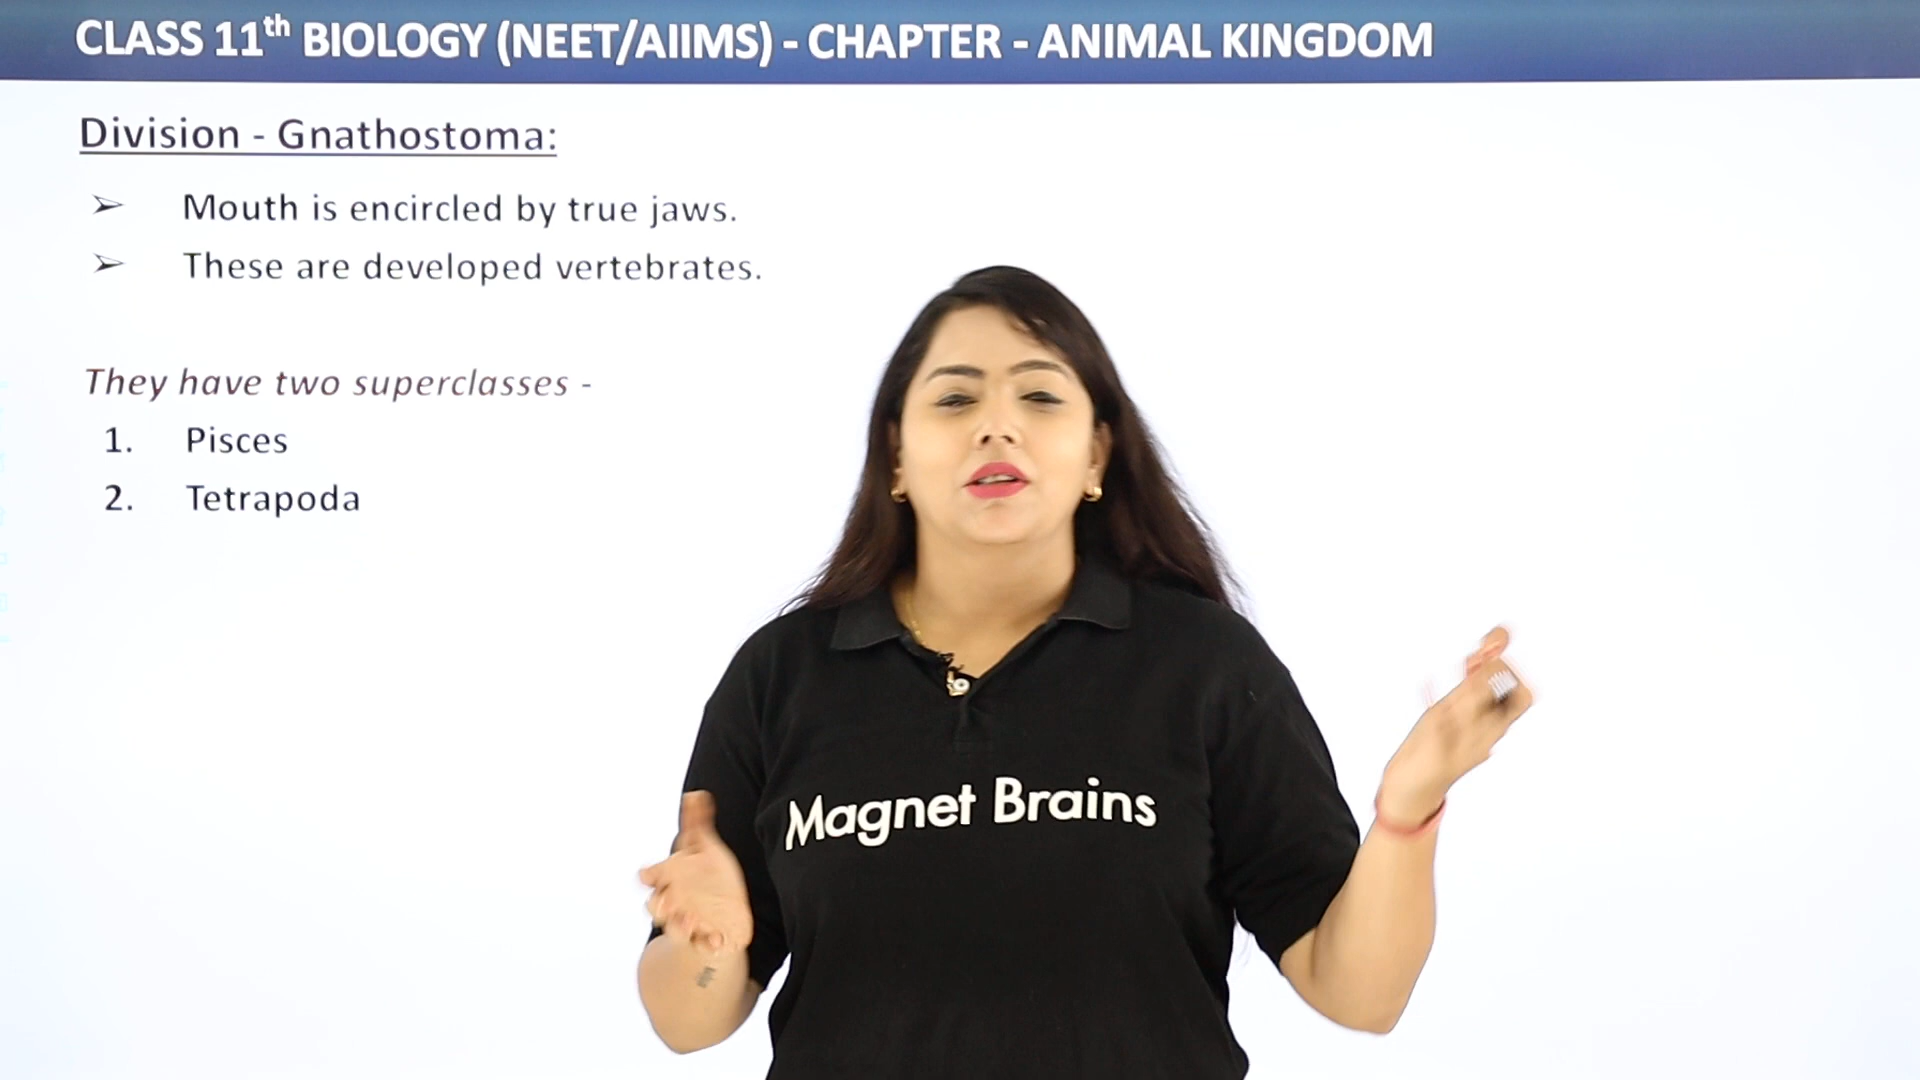 CLASS 11th BIOLOGY (NEET/AIIMS) - CHAPTER - ANIMAL KINGDOM
Division - Gnathostoma:
➢ Mouth is encircled by true jaws.
➢ These are developed vertebrates.
They have two superclasses -
1. Pisces
2. Tetrapoda
Magnet Brains